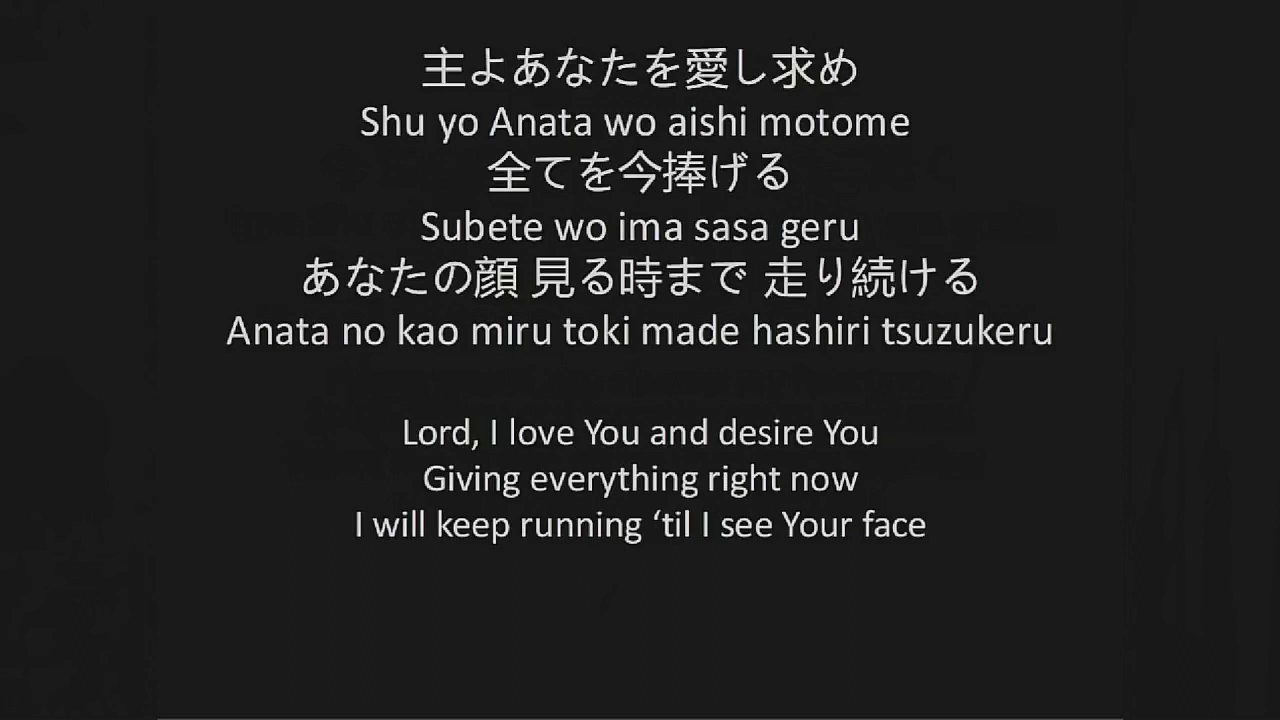 主よあなたを愛し求め
Shu yo Anata wo aishi motome
全てを今捧げる
Subete wo ima sasa geru
あなたの顔 見る時まで 走り続ける
Anata no kao miru toki made hashiri tsuzukeru
Lord, I love You and desire You
Giving everything right now
I will keep running ‘til I see Your face